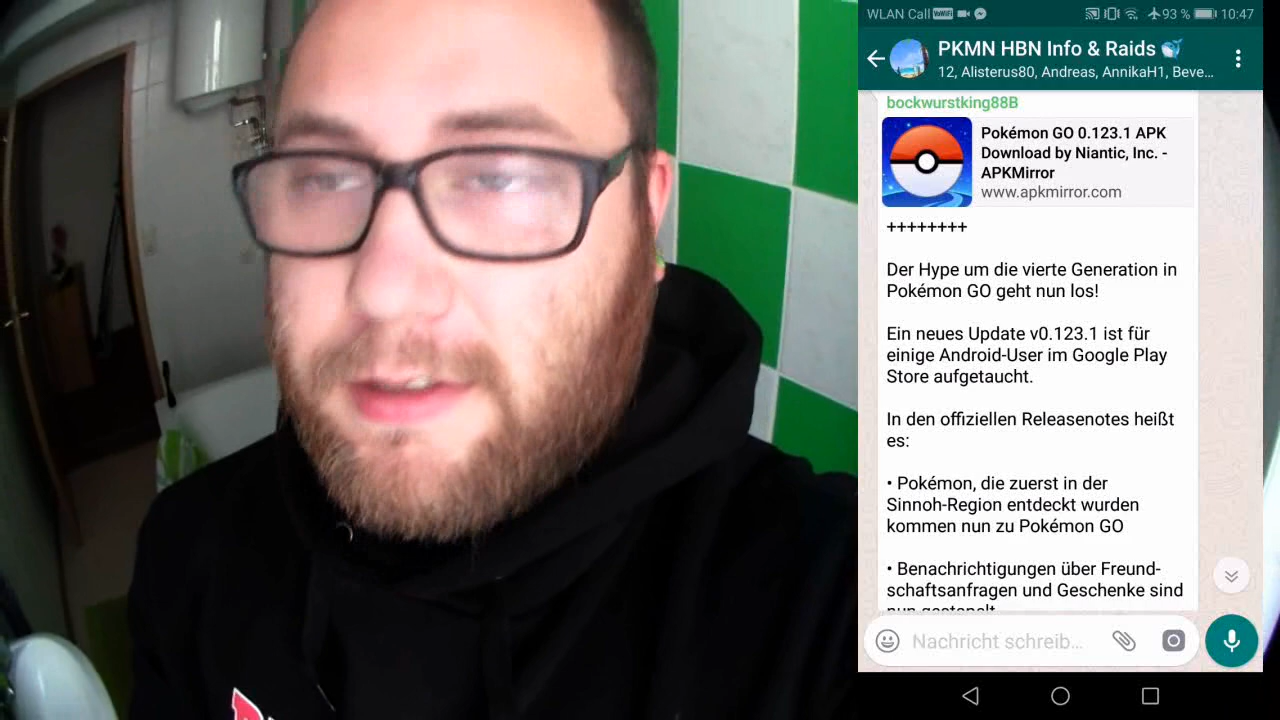 WLAN Call VoWiFi 93 % 10:47
PKMN HBN Info & Raids
12, Alisterus80, Andreas, AnnikaH1, Beve...
bockwurstking88B
Pokémon GO 0.123.1 APK
Download by Niantic, Inc. -
APKMirror
www.apkmirror.com
++++++++
Der Hype um die vierte Generation in
Pokémon GO geht nun los!
Ein neues Update v0.123.1 ist für
einige Android-User im Google Play
Store aufgetaucht.
In den offiziellen Releasenotes heißt
es:
• Pokémon, die zuerst in der
Sinnoh-Region entdeckt wurden
kommen nun zu Pokémon GO
• Benachrichtigungen über Freund-
schaftsanfragen und Geschenke sind
nun gestapelt
Nachricht schreib...